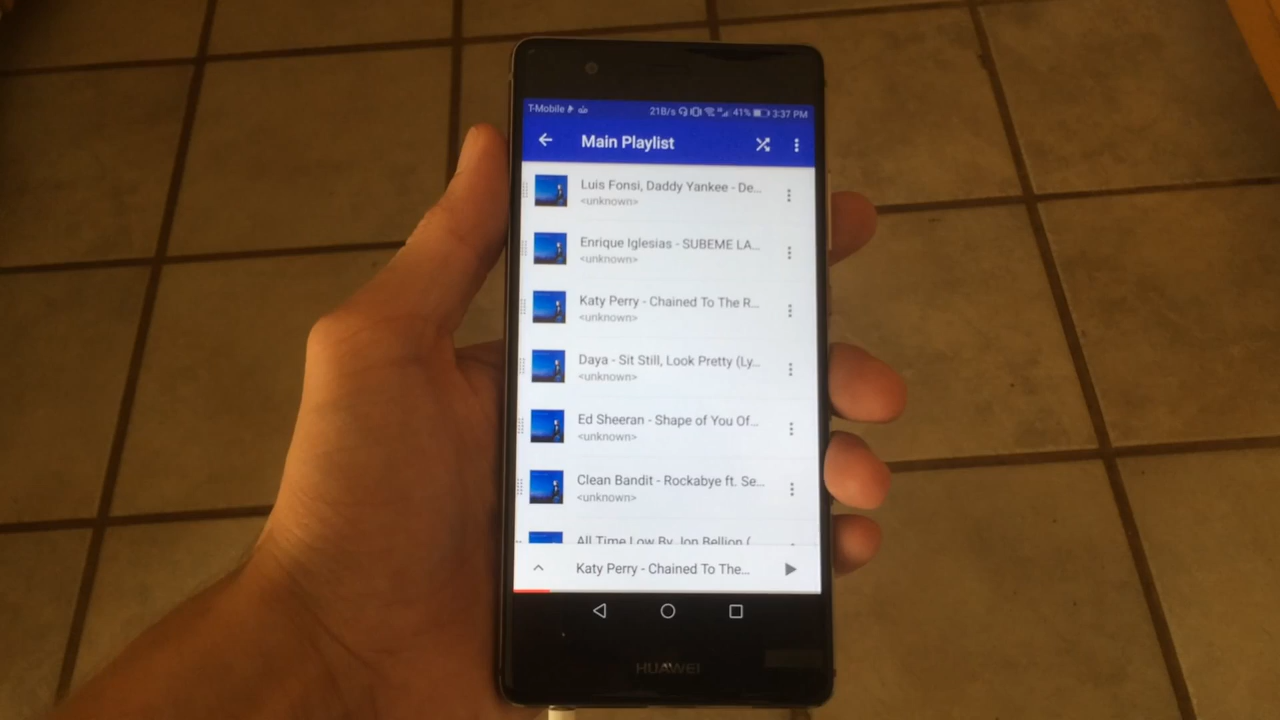 T-Mobile
21B/s 41% 3:37 PM
Main Playlist
Luis Fonsi, Daddy Yankee - De...
<unknown>
Enrique Iglesias - SUBEME LA...
<unknown>
Katy Perry - Chained To The R...
<unknown>
Daya - Sit Still, Look Pretty (Ly...
<unknown>
Ed Sheeran - Shape of You Of...
<unknown>
Clean Bandit - Rockabye ft. Se...
<unknown>
All Time Low By Jon Bellion (
Katy Perry - Chained To The...
HUAWEI